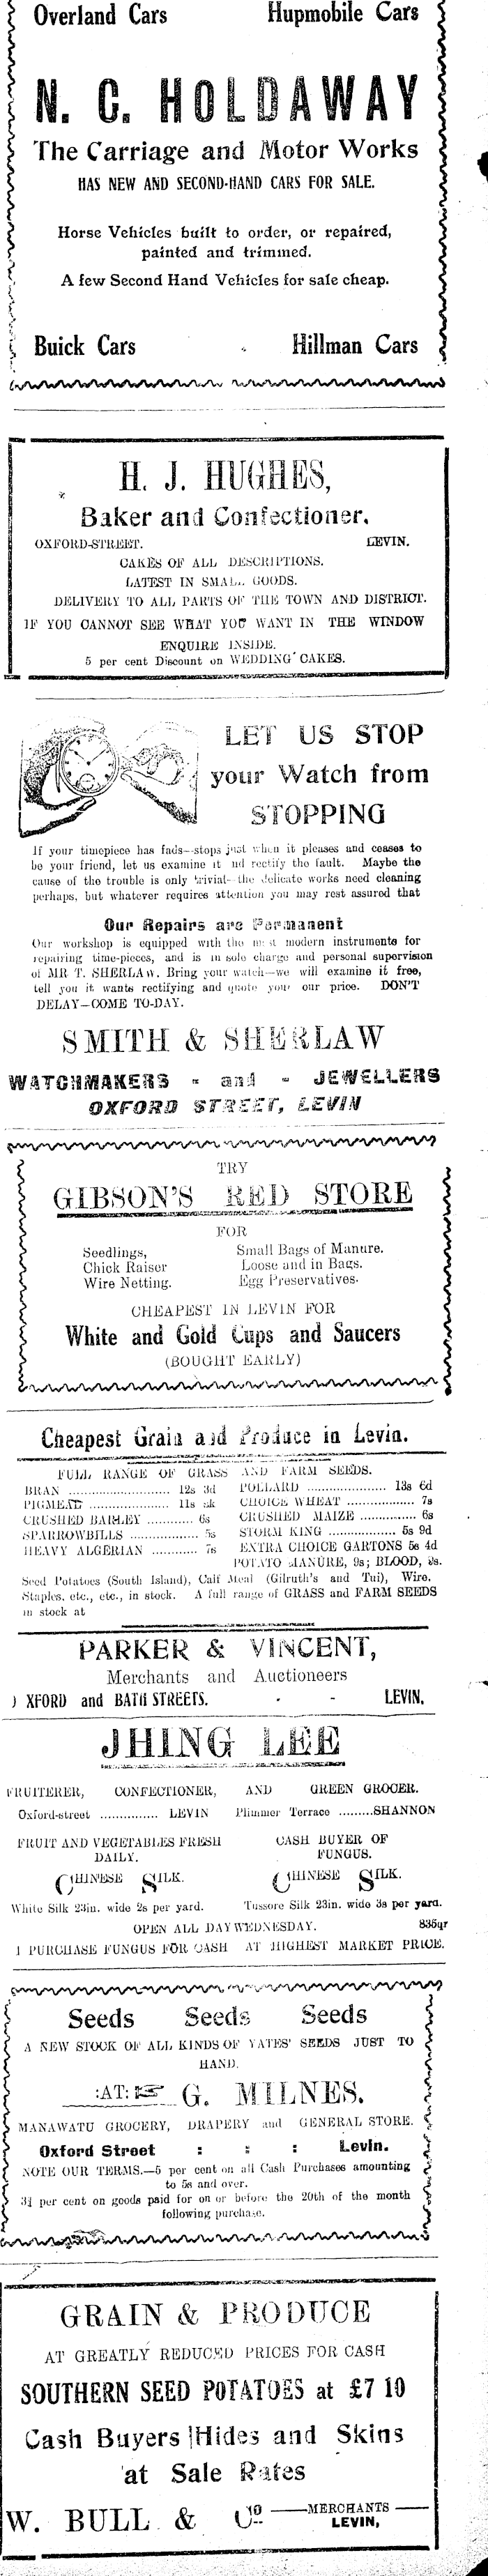 Overland Cars Hupmobile Cars
N. C. HOLDAWAY
The Carriage and Motor Works
HAS NEW AND SECOND-HAND CARS FOR SALE.
Horse Vehicles built to order, or repaired,
painted and trimmed.
A few Second Hand Vehicles for sale cheap.
Buick Cars Hillman Cars
H. J. HUGHES,
Baker and Confectioner.
OXFORD-STREET. LEVIN.
CAKES OF ALL DESCRIPTIONS.
LATEST IN SMALL GOODS.
DELIVERY TO ALL PARTS OF THE TOWN AND DISTRICT.
IF YOU CANNOT SEE WHAT YOU WANT IN THE WINDOW
ENQUIRE INSIDE.
5 per cent Discount on WEDDING CAKES.
LET US STOP
your Watch from
STOPPING
If your timepiece has fads--stops just when it pleases and ceases to
be your friend, let us examine it and rectify the fault. Maybe the
cause of the trouble is only trivial--the delicate works need cleaning
perhaps, but whatever requires attention you may rest assured that
Our Repairs are Permanent
Our workshop is equipped with the most modern instruments for
repairing time-pieces, and is in sole charge and personal supervision
of MR T. SHERLAW. Bring your watch—we will examine it free,
tell you if it wants rectifying and quote you our price. DON'T
DELAY—COME TO-DAY.
SMITH & SHERLAW
WATCHMAKERS - and - JEWELLERS
OXFORD STREET, LEVIN
TRY
GIBSON'S RED STORE
FOR
Seedlings, Small Bags of Manure.
Chick Raiser Loose and in Bags.
Wire Netting. Egg Preservatives.
CHEAPEST IN LEVIN FOR
White and Gold Cups and Saucers
(BOUGHT EARLY)
Cheapest Grain and Produce in Levin.
FULL RANGE OF GRASS AND FARM SEEDS.
BRAN ........ 12s 3d POLLARD ........ 13s 6d
PIGMEAT ........ 11s CHOICE WHEAT ........ 7s
CRUSHED BARLEY ........ 6s CRUSHED MAIZE ........ 6s
SPARROWBILLS ........ 5s STORM KING ........ 5s 9d
HEAVY ALGERIAN ........ 7s EXTRA CHOICE GARTONS 5s 4d
POTATO MANURE, 9s; BLOOD,
Seed Potatoes (South Island), Calf Meal (Gilruth's and Tui), Wire.
Staples. etc., etc., in stock. A full range of GRASS and FARM SEEDS
in stock at
PARKER & VINCENT,
Merchants and Auctioneers
OXFORD and BATH STREETS. - - LEVIN.
JHING LEE
FRUITERER, CONFECTIONER, AND GREEN GROCER.
Oxford-street ........ LEVIN Plimmer Terrace ........ SHANNON
FRUIT AND VEGETABLES FRESH CASH BUYER OF
DAILY. FUNGUS.
CHINESE SILK. CHINESE SILK.
White Silk 23in. wide 2s per yard. Tussore Silk 23in. wide 3s per yard.
OPEN ALL DAY WEDNESDAY. 835qr
I PURCHASE FUNGUS FOR CASH AT HIGHEST MARKET PRICE.
Seeds Seeds Seeds
A NEW STOCK OF ALL KINDS OF YATES' SEEDS JUST TO
HAND.
:AT: G. MILNES.
MANAWATU GROCERY, DRAPERY and GENERAL STORE.
Oxford Street : : : Levin.
NOTE OUR TERMS.—5 per cent on all Cash Purchases amounting
to 5s and over.
3¾ per cent on goods paid for on or before the 20th of the month
following purchase.
GRAIN & PRODUCE
AT GREATLY REDUCED PRICES FOR CASH
SOUTHERN SEED POTATOES at £7 10
Cash Buyers Hides and Skins
at Sale Rates
W. BULL & Co MERCHANTS
LEVIN,